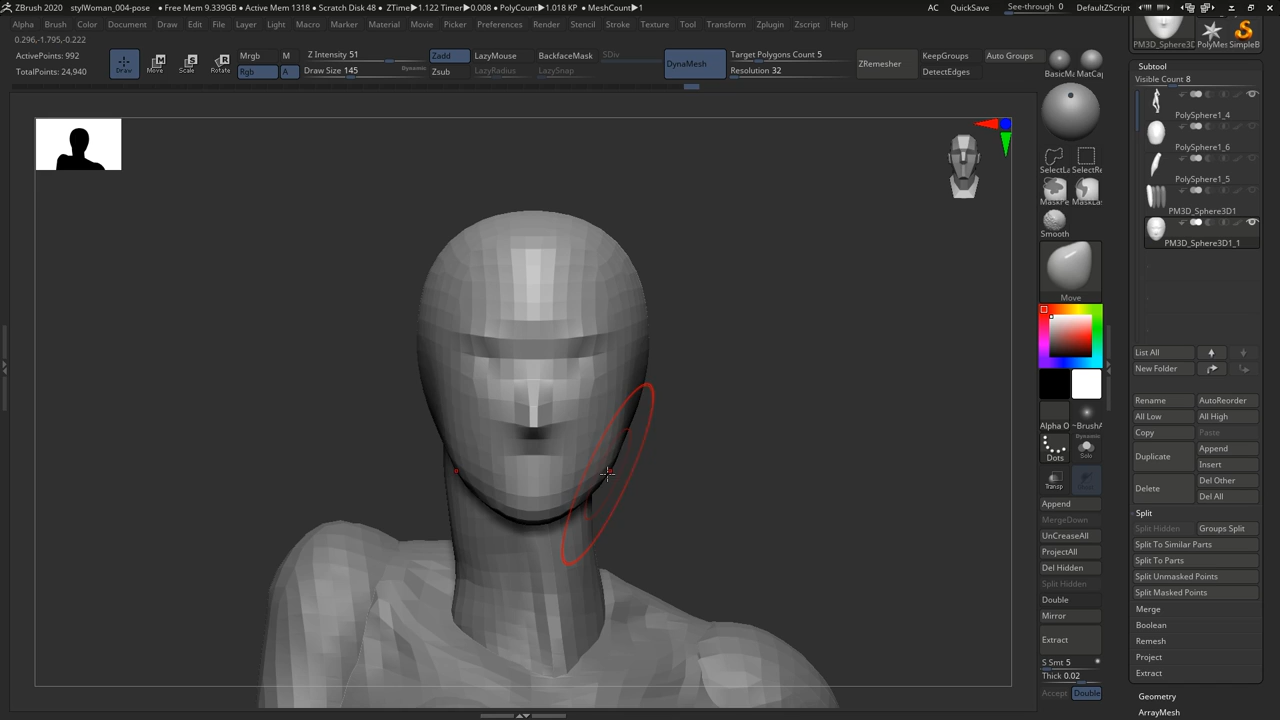 ZBrush 2020 stylWoman_004-pose • Free Mem 9.339GB • Active Mem 1318 • Scratch Disk 48 • ZTime▶1.122 Timer▶0.008 • PolyCount▶1.018 KP • MeshCount▶1 AC QuickSave See-through 0 DefaultZScript
Alpha Brush Color Document Draw Edit File Layer Light Macro Marker Material Movie Picker Preferences Render Stencil Stroke Texture Tool Transform Zplugin Zscript Help
0.296,-1.795,-0.222
ActivePoints: 992
TotalPoints: 24,940
Draw Move Scale Rotate
Mrgb M
Rgb A
Z Intensity 51
Draw Size 145 Dynamic
Zadd LazyMouse BackfaceMask SDiv
Zsub LazyRadius LazySnap
DynaMesh
Target Polygons Count 5
Resolution 32
ZRemesher
KeepGroups Auto Groups
DetectEdges
BasicMa MatCap
SelectLa SelectRe
MaskPe MaskLas
Smooth
Move
Alpha O ~BrushA
Dots
Dynamic
Solo
Transp
Append
MergeDown
UnCreaseAll
ProjectAll
Del Hidden
Split Hidden
Double
Mirror
Extract
S Smt 5
Thick 0.02
Accept Double
PM3D_Sphere3D PolyMes SimpleB
Subtool
Visible Count 8
PolySphere1_4
PolySphere1_6
PolySphere1_5
PM3D_Sphere3D1
PM3D_Sphere3D1_1
List All
New Folder
Rename AutoReorder
All Low All High
Copy Paste
Duplicate Append
Insert
Delete Del Other
Del All
Split
Split Hidden Groups Split
Split To Similar Parts
Split To Parts
Split Unmasked Points
Split Masked Points
Merge
Boolean
Remesh
Project
Extract
Geometry
ArrayMesh